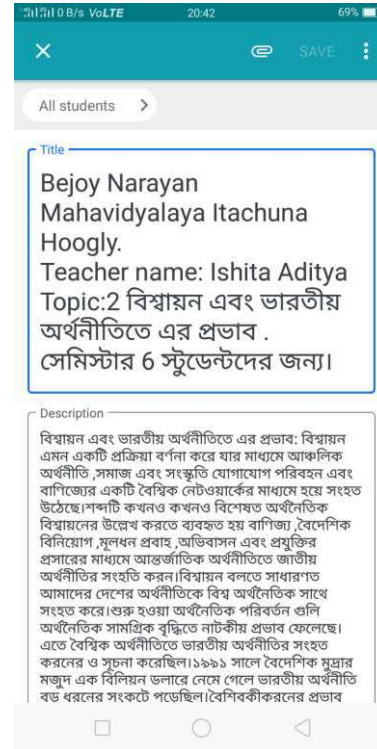 0 B/s VoLTE 20:42 69%
SAVE
All students
Title
Bejoy Narayan
Mahavidyalaya Itachuna
Hoogly.
Teacher name: Ishita Aditya
Topic:2 বিশ্বায়ন এবং ভারতীয়
অর্থনীতিতে এর প্রভাব .
সেমিস্টার 6 স্টুডেন্টদের জন্য।
Description
বিশ্বায়ন এবং ভারতীয় অর্থনীতিতে এর প্রভাব: বিশ্বায়ন
এমন একটি প্রক্রিয়া বর্ণনা করে যার মাধ্যমে আঞ্চলিক
অর্থনীতি ,সমাজ এবং সংস্কৃতি যোগাযোগ পরিবহন এবং
বাণিজ্যের একটি বৈশ্বিক নেটওয়ার্কের মাধ্যমে হয়ে সংহত
উঠেছে।শব্দটি কখনও কখনও বিশেষত অর্থনৈতিক
বিশ্বায়নের উল্লেখ করতে ব্যবহৃত হয় বাণিজ্য ,বৈদেশিক
বিনিয়োগ ,মূলধন প্রবাহ ,অভিবাসন এবং প্রযুক্তির
প্রসারের মাধ্যমে আন্তর্জাতিক অর্থনীতিতে জাতীয়
অর্থনীতির সংহতি করন।বিশ্বায়ন বলতে সাধারণত
আমাদের দেশের অর্থনীতিকে বিশ্ব অর্থনৈতিক সাথে
সংহত করে।শুরু হওয়া অর্থনৈতিক পরিবর্তন গুলি
অর্থনৈতিক সামগ্রিক বৃদ্ধিতে নাটকীয় প্রভাব ফেলেছে।
এতে বৈশ্বিক অর্থনীতিতে ভারতীয় অর্থনীতির সংহত
করনের ও সূচনা করেছিল।১৯৯১ সালে বৈদেশিক মুদ্রার
মজুদ এক বিলিয়ন ডলারে নেমে গেলে ভারতীয় অর্থনীতি
বড় ধরনের সংকটে পড়েছিল।বৈশিবকীকরনের প্রভাব